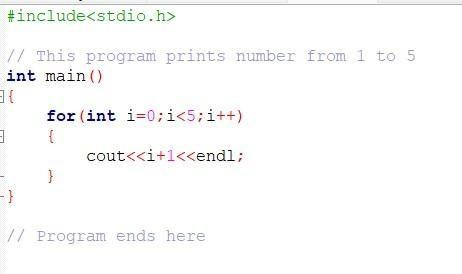 #include<stdio.h>
// This program prints number from 1 to 5
int main()
{
for(int i=0;i<5;i++)
{
cout<<i+1<<endl;
}
}
// Program ends here